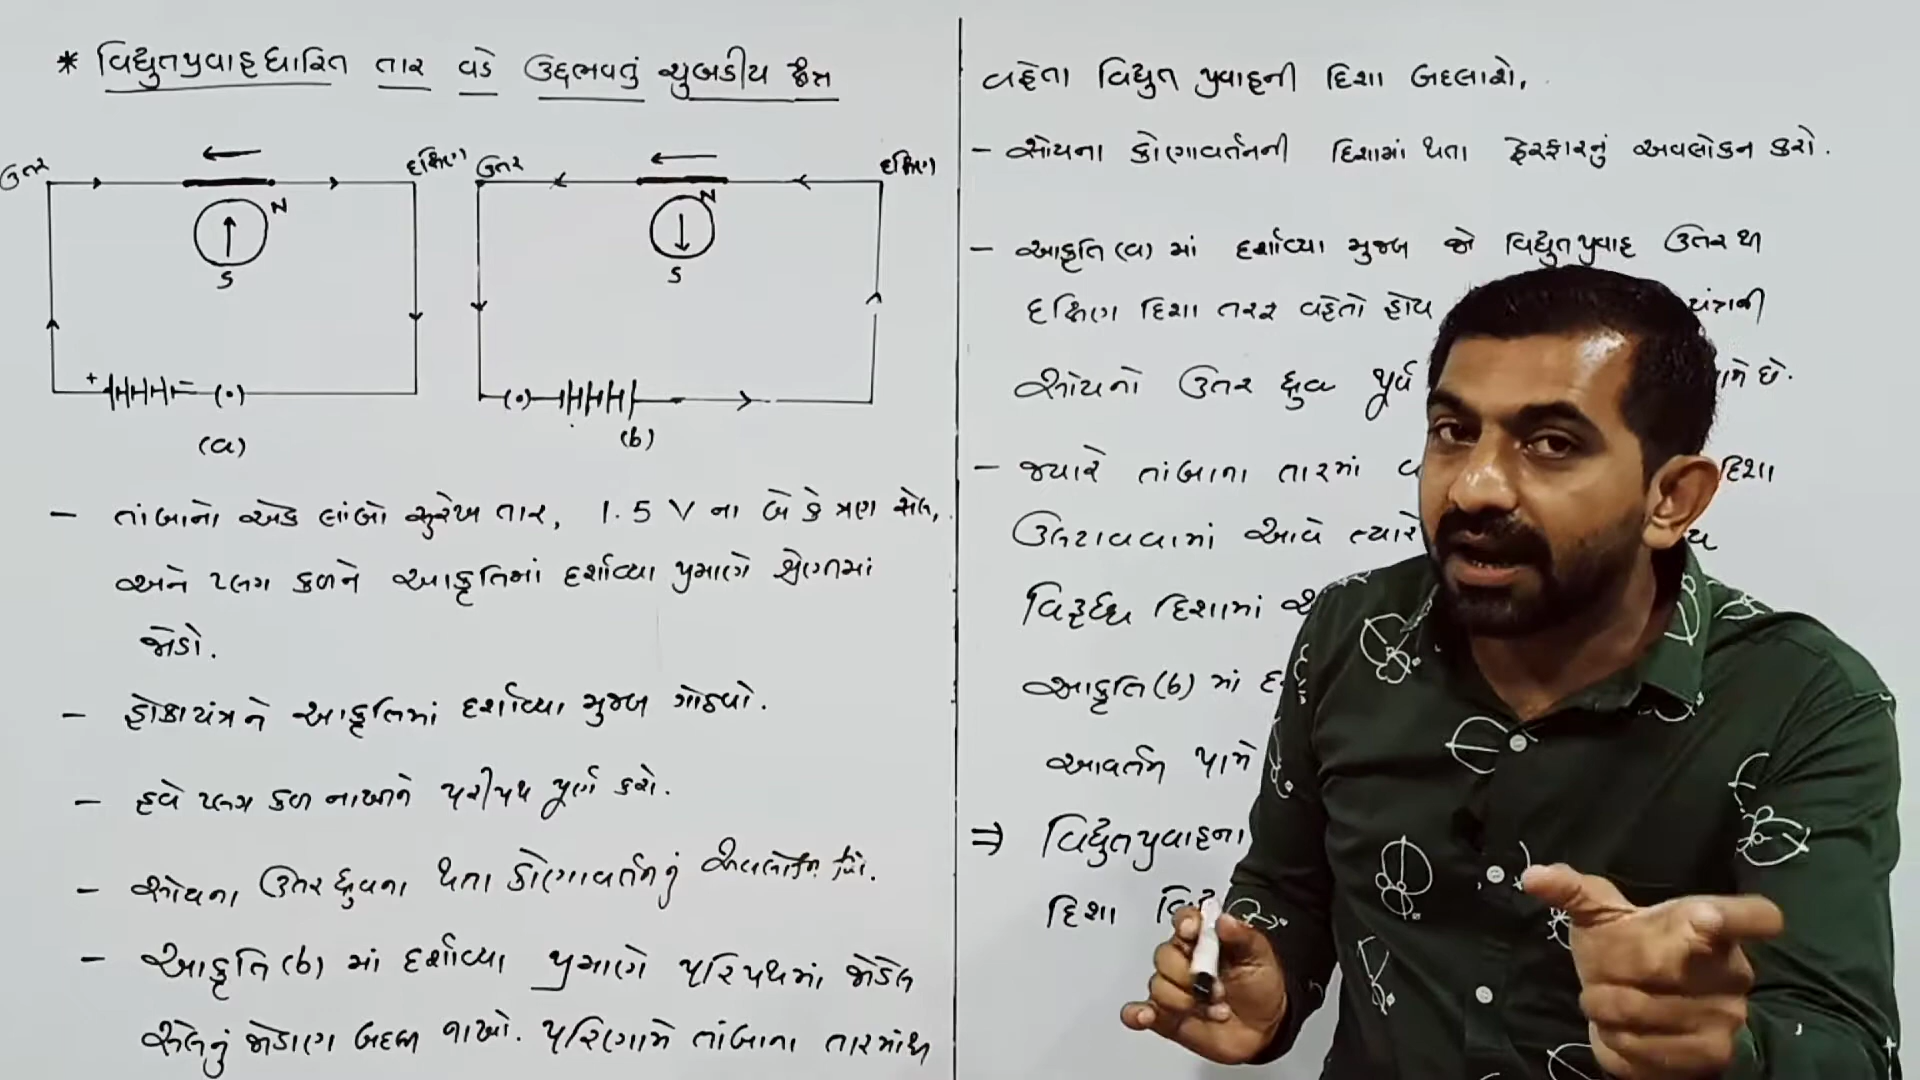 * વિદ્યુતપ્રવાહધારિત તાર વડે ઉદ્દભવતું ચુંબકીય ક્ષેત્ર
ઉત્તર દક્ષિણ ઉત્તર દક્ષિણ
N N
S S
+ -
(a) (b)
- તાંબાનો એક લાંબો સુરેખ તાર, 1.5 V ના બે કે ત્રણ સેલ,
અને પ્લગ કળને આકૃતિમાં દર્શાવ્યા પ્રમાણે શ્રેણીમાં
જોડો.
- હોકાયંત્રને આકૃતિમાં દર્શાવ્યા મુજબ ગોઠવો.
- હવે પ્લગ કળ નાખીને પરીપથ પૂર્ણ કરો.
- સોયના ઉત્તર ધ્રુવના થતા કોણાવર્તનનું અવલોકન કરો.
- આકૃતિ (b) માં દર્શાવ્યા પ્રમાણે પરિપથમાં જોડેલ
સેલનું જોડાણ બદલી નાખો. પરિણામે તાંબાના તારમાંથી
વહેતા વિદ્યુત પ્રવાહની દિશા બદલાશે.
- સોયના કોણાવર્તનની દિશામાં થતા ફેરફારનું અવલોકન કરો.
- આકૃતિ (a) માં દર્શાવ્યા મુજબ જો વિદ્યુતપ્રવાહ ઉત્તર થી
દક્ષિણ દિશા તરફ વહેતો હોય
સોયનો ઉત્તર ધ્રુવ પૂર્વ પામે છે.
- જ્યારે તાંબાના તારમાં દિશા
ઉલટાવવામાં આવે ત્યારે
વિરૂદ્ધ દિશામાં
આકૃતિ (b) માં
આવર્તન પામે
⇒ વિદ્યુતપ્રવાહના
દિશા